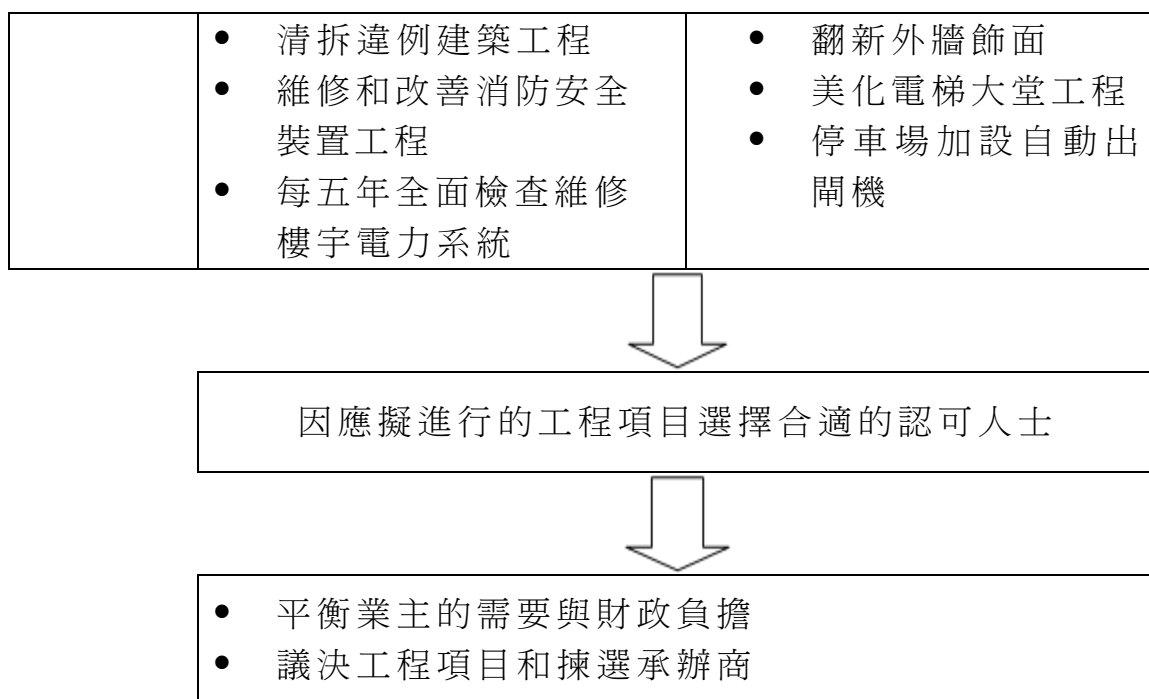 ● 清拆違例建築工程
● 維修和改善消防安全
裝置工程
● 每五年全面檢查維修
樓宇電力系統
● 翻新外牆飾面
● 美化電梯大堂工程
● 停車場加設自動出
閘機
因應擬進行的工程項目選擇合適的認可人士
● 平衡業主的需要與財政負擔
● 議決工程項目和揀選承辦商